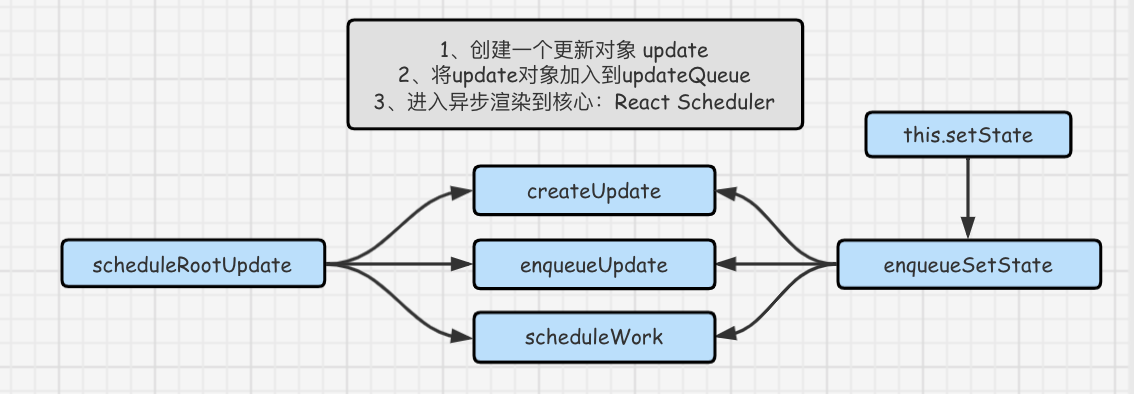 1、创建一个更新对象 update
2、将update对象加入到updateQueue
3、进入异步渲染到核心：React Scheduler
this.setState
createUpdate
scheduleRootUpdate
enqueueUpdate
enqueueSetState
scheduleWork